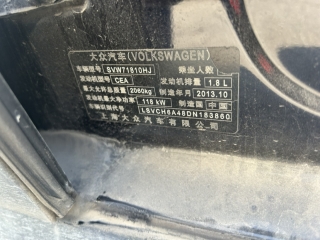 大众汽车(VOLKSWAGEN)
车辆型号 SVW71810HJ 乘坐人数
发动机型号 CEA 发动机排量 1.8 L
最大允许总质量 2060kg 制造年月 2013.10
发动机最大净功率 118 kW 制造国 中国
车辆识别代号 LSVCH6A46DN183860
上海大众汽车有限公司